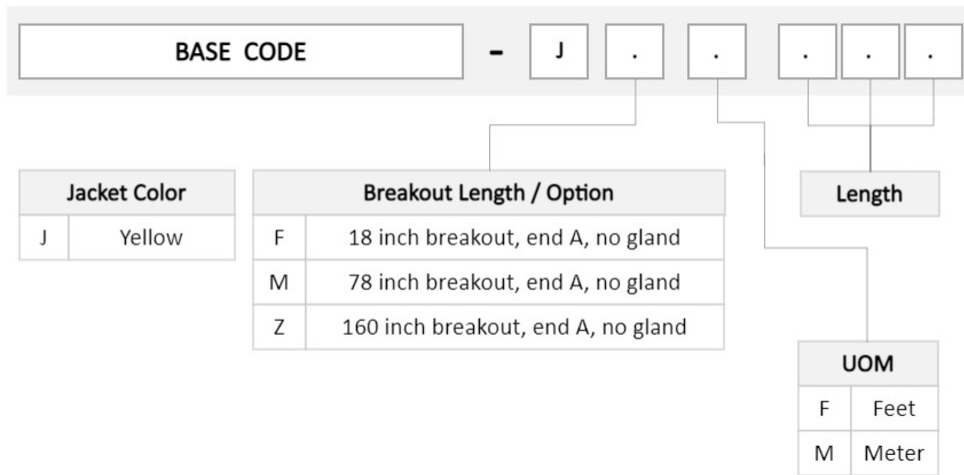 BASE CODE - J . . . . .
Jacket Color
J Yellow
Breakout Length / Option
F 18 inch breakout, end A, no gland
M 78 inch breakout, end A, no gland
Z 160 inch breakout, end A, no gland
Length
UOM
F Feet
M Meter